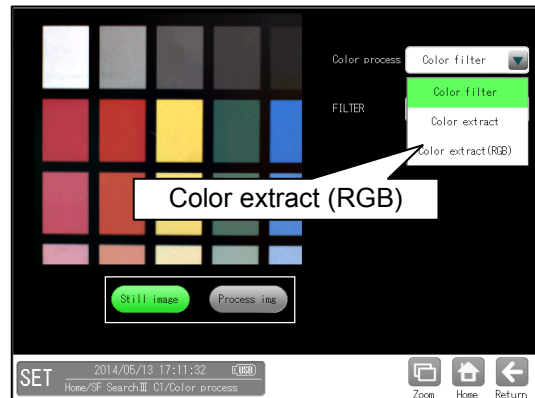 Color process Color filter
Color filter
FILTER
Color extract
Color extract(RGB)
Color extract (RGB)
Still image Process img
SET 2014/05/13 17:11:32 USB
Home/SF SearchⅢ C1/Color process
Zoom Home Return